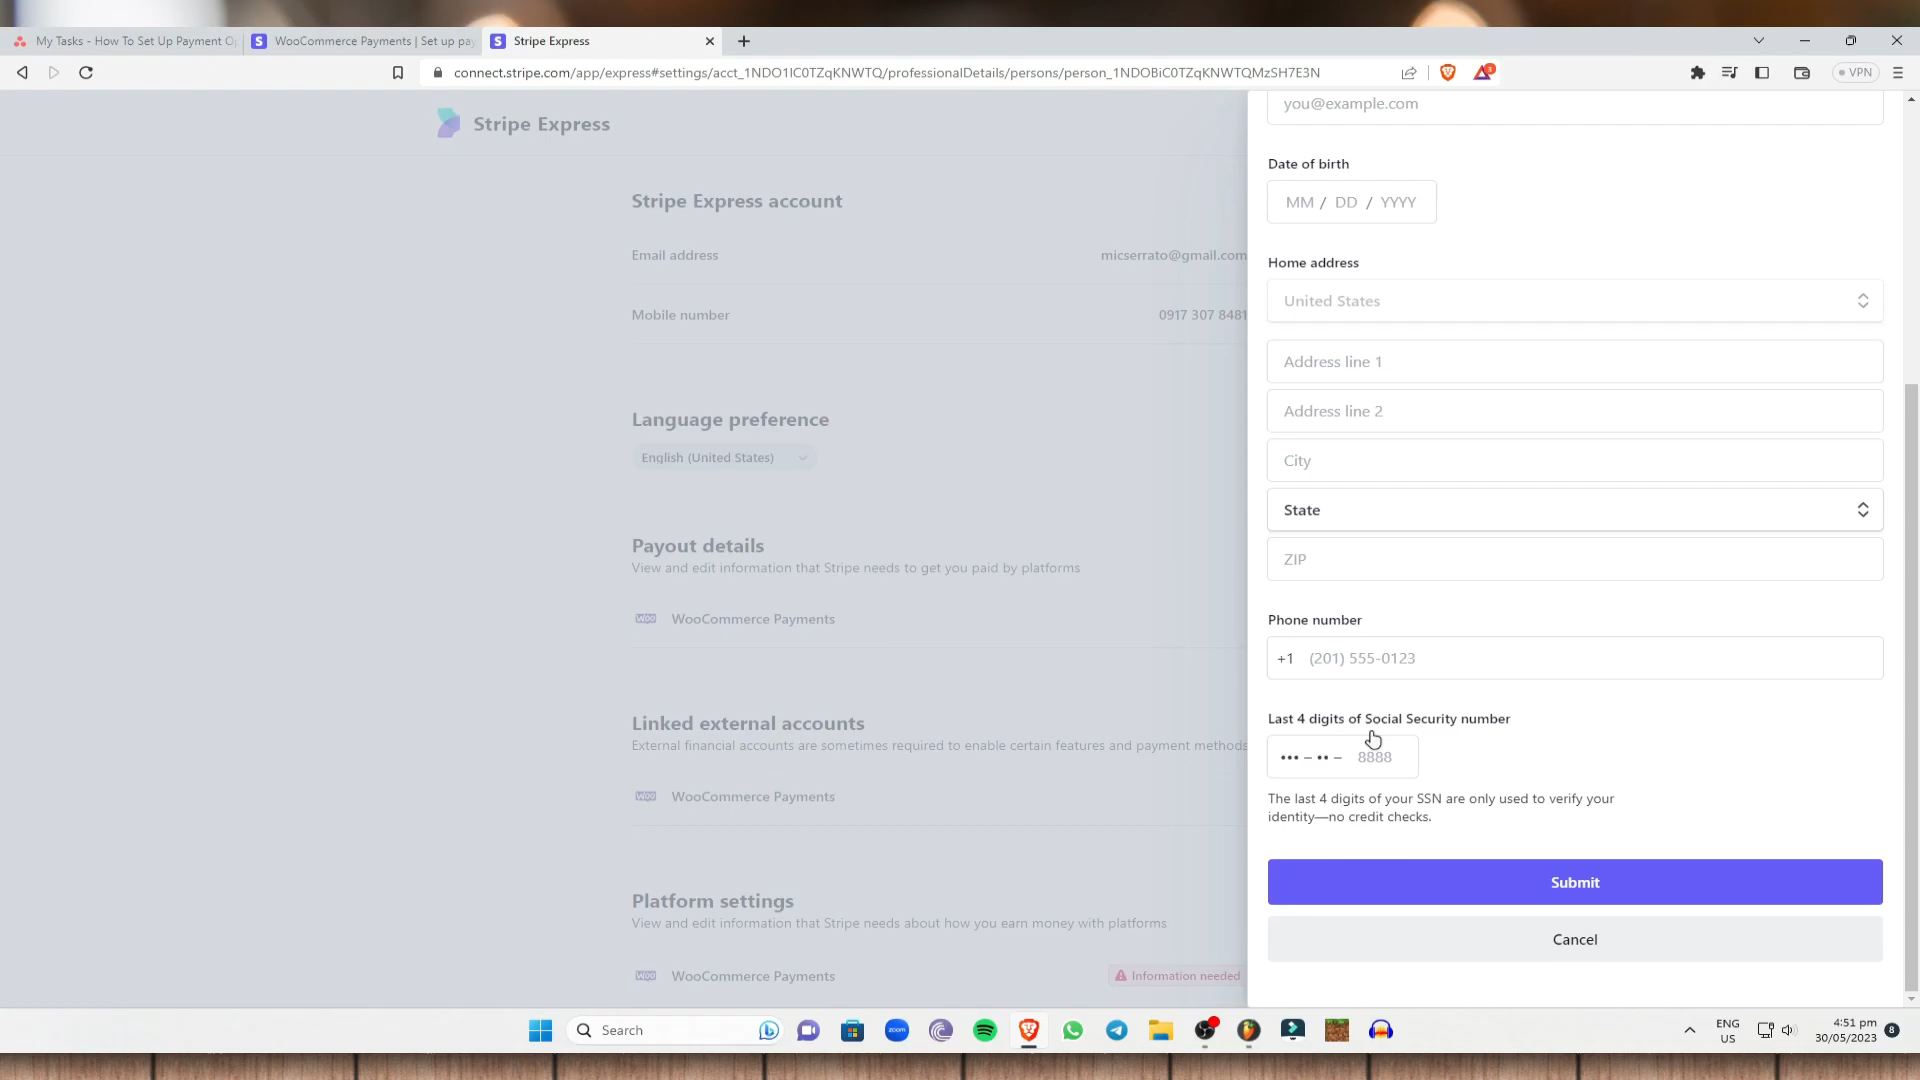 My Tasks - How To Set Up Payment O
WooCommerce Payments | Set up pay
Stripe Express
connect.stripe.com/app/express#settings/acct_1NDO1IC0TZqKNWTQ/professionalDetails/persons/person_1NDOBiC0TZqKNWTQMzSH7E3N
3
VPN
Stripe Express
Stripe Express account
Email address
micserrato@gmail.com
Mobile number
0917 307 8481
Language preference
English (United States)
Payout details
View and edit information that Stripe needs to get you paid by platforms
WOO
WooCommerce Payments
Linked external accounts
External financial accounts are sometimes required to enable certain features and payment methods
WOO
WooCommerce Payments
Platform settings
View and edit information that Stripe needs about how you earn money with platforms
WOO
WooCommerce Payments
Information needed
you@example.com
Date of birth
MM / DD / YYYY
Home address
United States
Address line 1
Address line 2
City
State
ZIP
Phone number
+1 (201) 555-0123
Last 4 digits of Social Security number
••• – •• – 8888
The last 4 digits of your SSN are only used to verify your
identity—no credit checks.
Submit
Cancel
Search
zoom
ENG
US
4:51 pm
30/05/2023
8